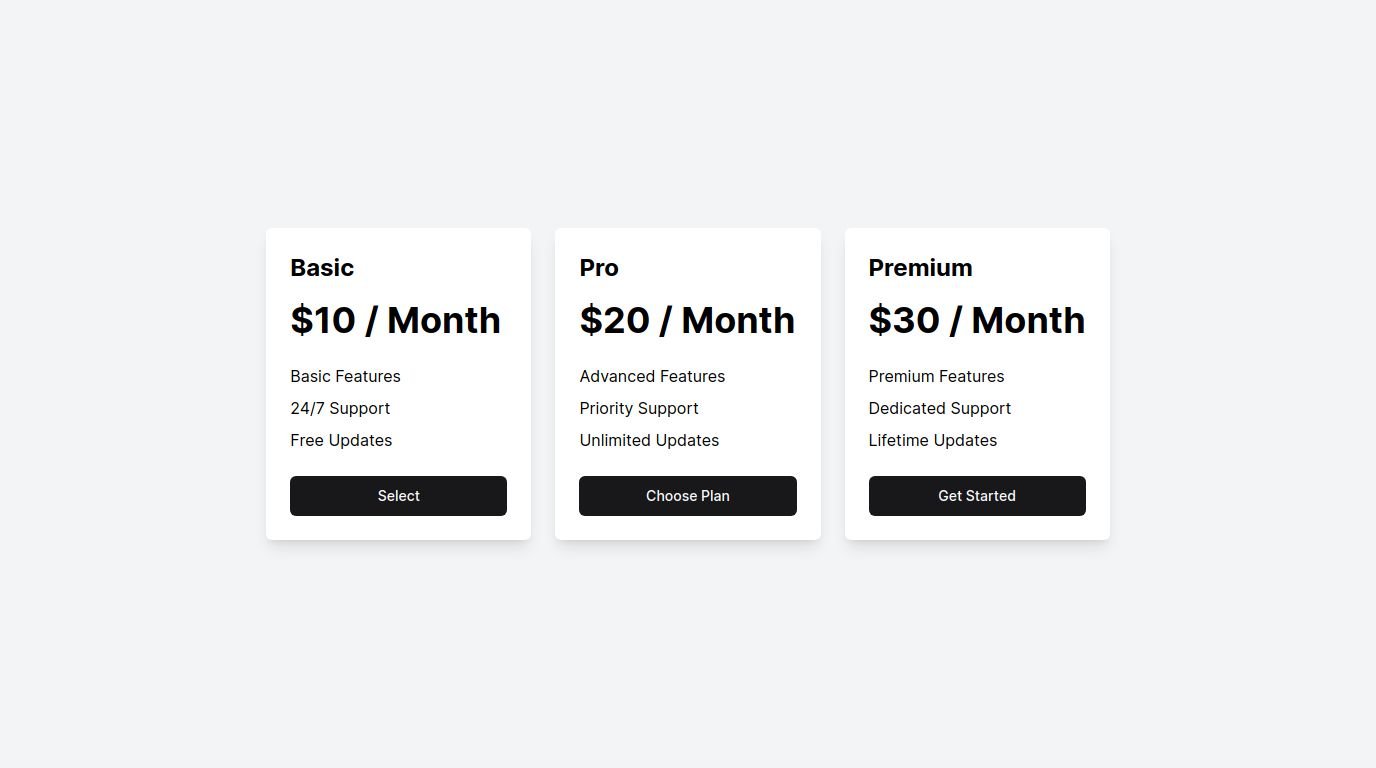 Basic
$10 / Month
Basic Features
24/7 Support
Free Updates
Select
Pro
$20 / Month
Advanced Features
Priority Support
Unlimited Updates
Choose Plan
Premium
$30 / Month
Premium Features
Dedicated Support
Lifetime Updates
Get Started